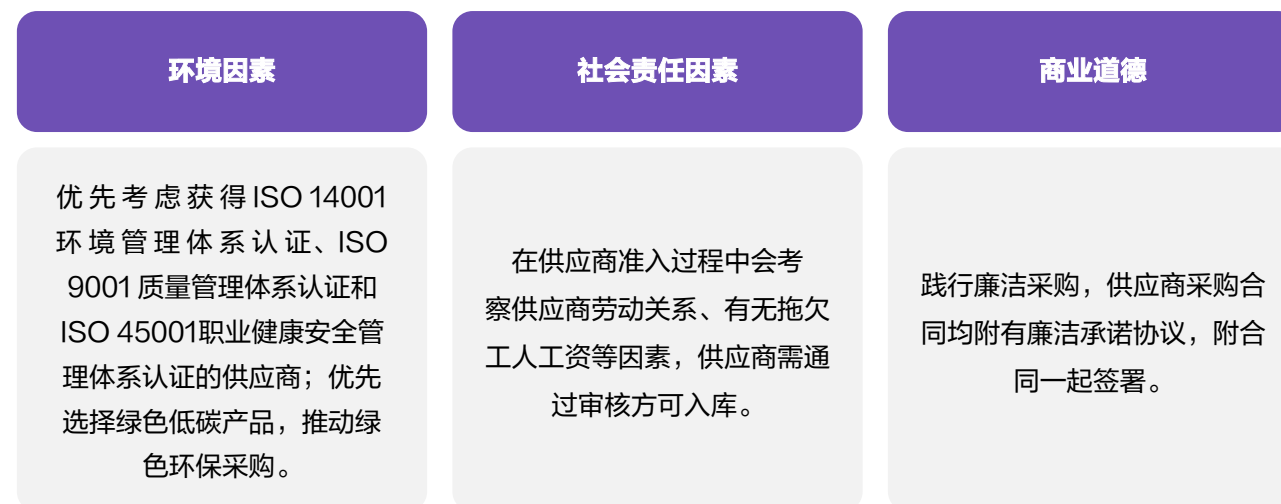 环境因素
优先考虑获得ISO 14001
环境管理体系认证、ISO
9001质量管理体系认证和
ISO 45001职业健康安全管
理体系认证的供应商；优先
选择绿色低碳产品，推动绿
色环保采购。
社会责任因素
在供应商准入过程中会考
察供应商劳动关系、有无拖欠
工人工资等因素，供应商需通
过审核方可入库。
商业道德
践行廉洁采购，供应商采购合
同均附有廉洁承诺协议，附合
同一起签署。